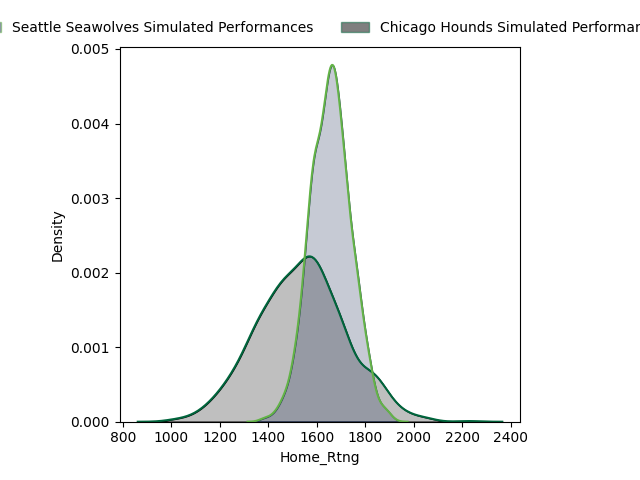 Seattle Seawolves Simulated Performances
Chicago Hounds Simulated
0.005
0.004
0.003
0.002
0.001
0.000
Density
800 1000 1200 1400 1600 1800 2000 2200 2400
Home_Rtng